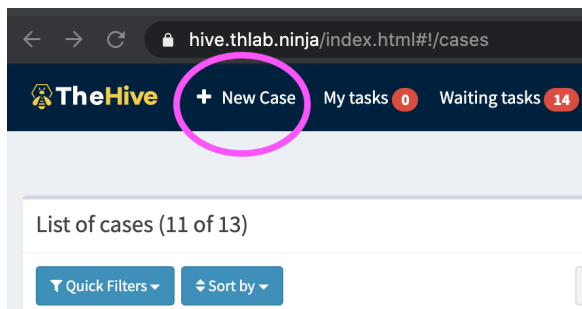 hive.thlab.ninja/index.html#!/cases
TheHive + New Case My tasks 0 Waiting tasks 14
List of cases (11 of 13)
Quick Filters Sort by